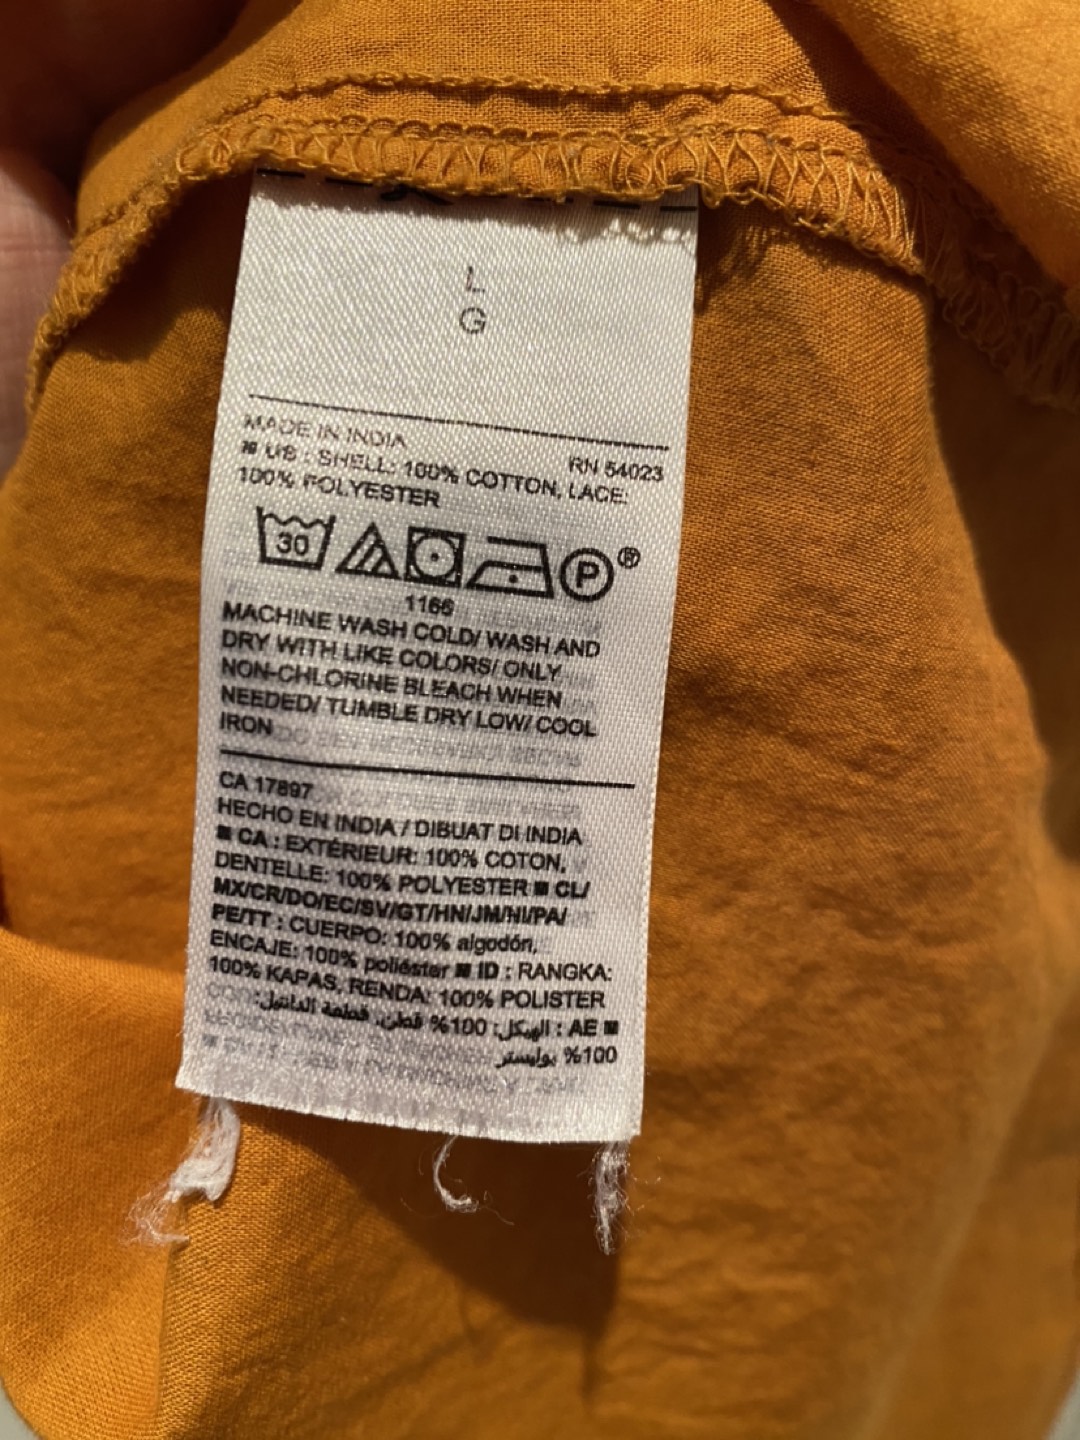 L
G
MADE IN INDIA
RN 54023
US : SHELL: 100% COTTON, LACE:
100% POLYESTER
30
P ®
1166
MACHINE WASH COLD/ WASH AND
DRY WITH LIKE COLORS/ ONLY
NON-CHLORINE BLEACH WHEN
NEEDED/ TUMBLE DRY LOW/ COOL
IRON
CA 17897
HECHO EN INDIA / DIBUAT DI INDIA
■ CA : EXTÉRIEUR: 100% COTON,
DENTELLE: 100% POLYESTER ■ CL/
MX/CR/DO/EC/SV/GT/HN/JM/HI/PA/
PE/TT : CUERPO: 100% algodón,
ENCAJE: 100% poliéster ■ ID : RANGKA:
100% KAPAS, RENDA: 100% POLISTER
■ AE : الهيكل: 100% قطن, قطعة الدانتيل:
100% بوليستر